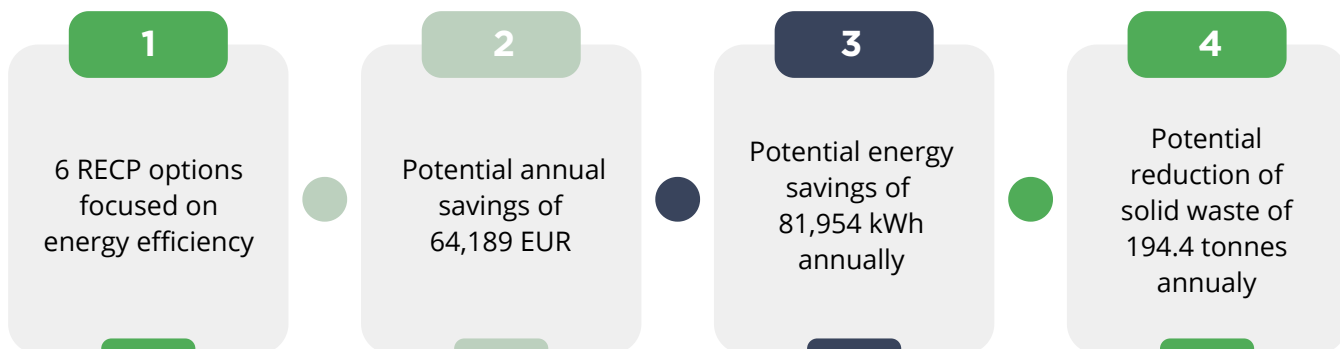 1
6 RECP options
focused on
energy efficiency
2
Potential annual
savings of
64,189 EUR
3
Potential energy
savings of
81,954 kWh
annually
4
Potential
reduction of
solid waste of
194.4 tonnes
annualy